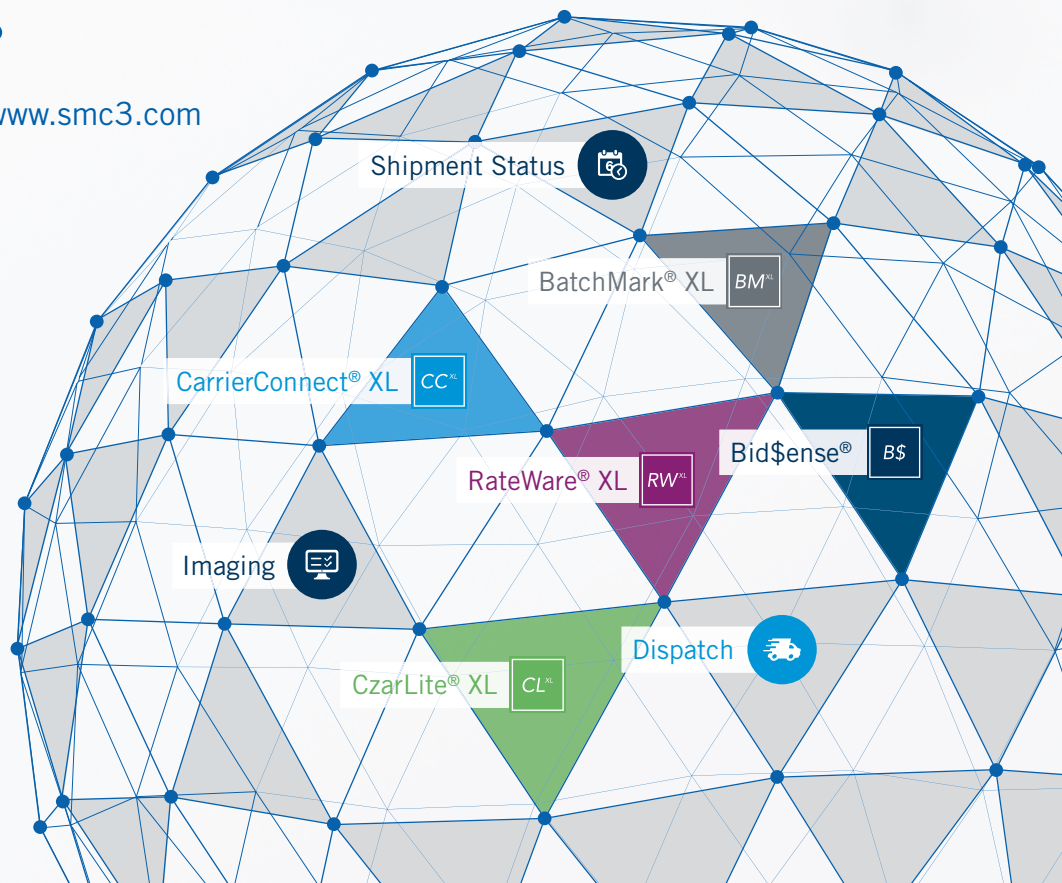 www.smc3.com
Shipment Status
6
BatchMark® XL
BM XL
CarrierConnect® XL
CC XL
Bid$ense®
B$
RateWare® XL
RW XL
Imaging
Dispatch
CzarLite® XL
CL XL